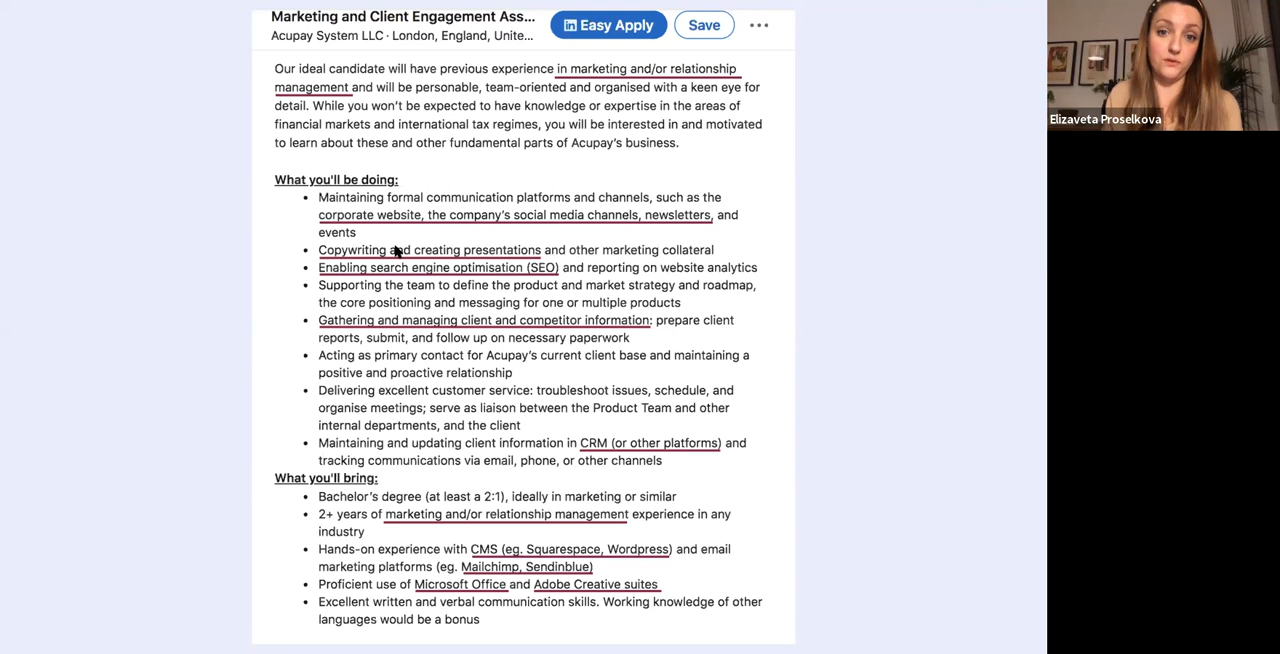 Marketing and Client Engagement Ass...
Acupay System LLC · London, England, Unite...
in Easy Apply
Save
Our ideal candidate will have previous experience in marketing and/or relationship
management and will be personable, team-oriented and organised with a keen eye for
detail. While you won't be expected to have knowledge or expertise in the areas of
financial markets and international tax regimes, you will be interested in and motivated
to learn about these and other fundamental parts of Acupay's business.
What you'll be doing:
• Maintaining formal communication platforms and channels, such as the
corporate website, the company's social media channels, newsletters, and
events
• Copywriting and creating presentations and other marketing collateral
• Enabling search engine optimisation (SEO) and reporting on website analytics
• Supporting the team to define the product and market strategy and roadmap,
the core positioning and messaging for one or multiple products
• Gathering and managing client and competitor information: prepare client
reports, submit, and follow up on necessary paperwork
• Acting as primary contact for Acupay's current client base and maintaining a
positive and proactive relationship
• Delivering excellent customer service: troubleshoot issues, schedule, and
organise meetings; serve as liaison between the Product Team and other
internal departments, and the client
• Maintaining and updating client information in CRM (or other platforms) and
tracking communications via email, phone, or other channels
What you'll bring:
• Bachelor's degree (at least a 2:1), ideally in marketing or similar
• 2+ years of marketing and/or relationship management experience in any
industry
• Hands-on experience with CMS (eg. Squarespace, Wordpress) and email
marketing platforms (eg. Mailchimp, Sendinblue)
• Proficient use of Microsoft Office and Adobe Creative suites
• Excellent written and verbal communication skills. Working knowledge of other
languages would be a bonus
Elizaveta Proselkova